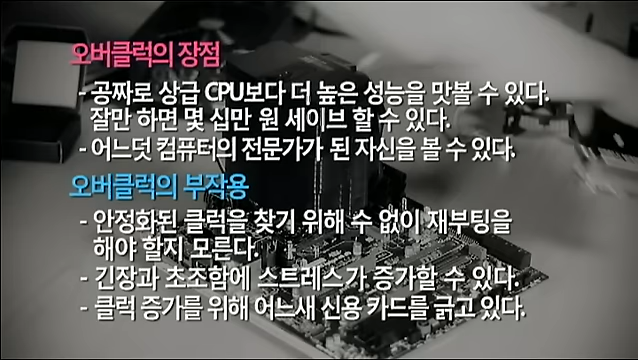 오버클럭의 장점
- 공짜로 상급 CPU보다 더 높은 성능을 맛볼 수 있다.
잘만 하면 몇 십만 원 세이브 할 수 있다.
- 어느덧 컴퓨터의 전문가가 된 자신을 볼 수 있다.
오버클럭의 부작용
- 안정화된 클럭을 찾기 위해 수 없이 재부팅을
해야 할지 모른다.
- 긴장과 초조함에 스트레스가 증가할 수 있다.
- 클럭 증가를 위해 어느새 신용 카드를 긁고 있다.